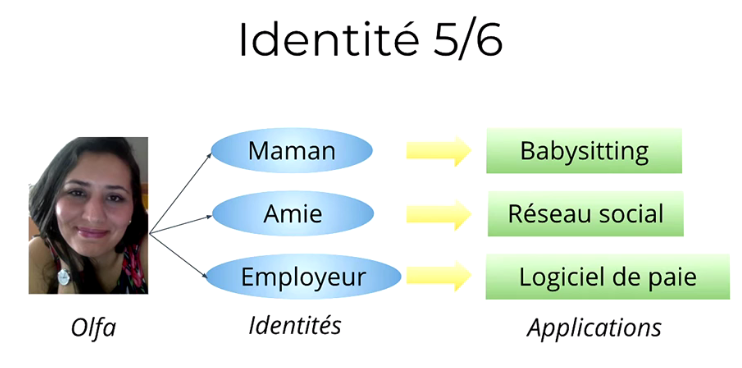 Identité 5/6
Maman
Babysitting
Amie
Réseau social
Employeur
Logiciel de paie
Olfa
Identités
Applications